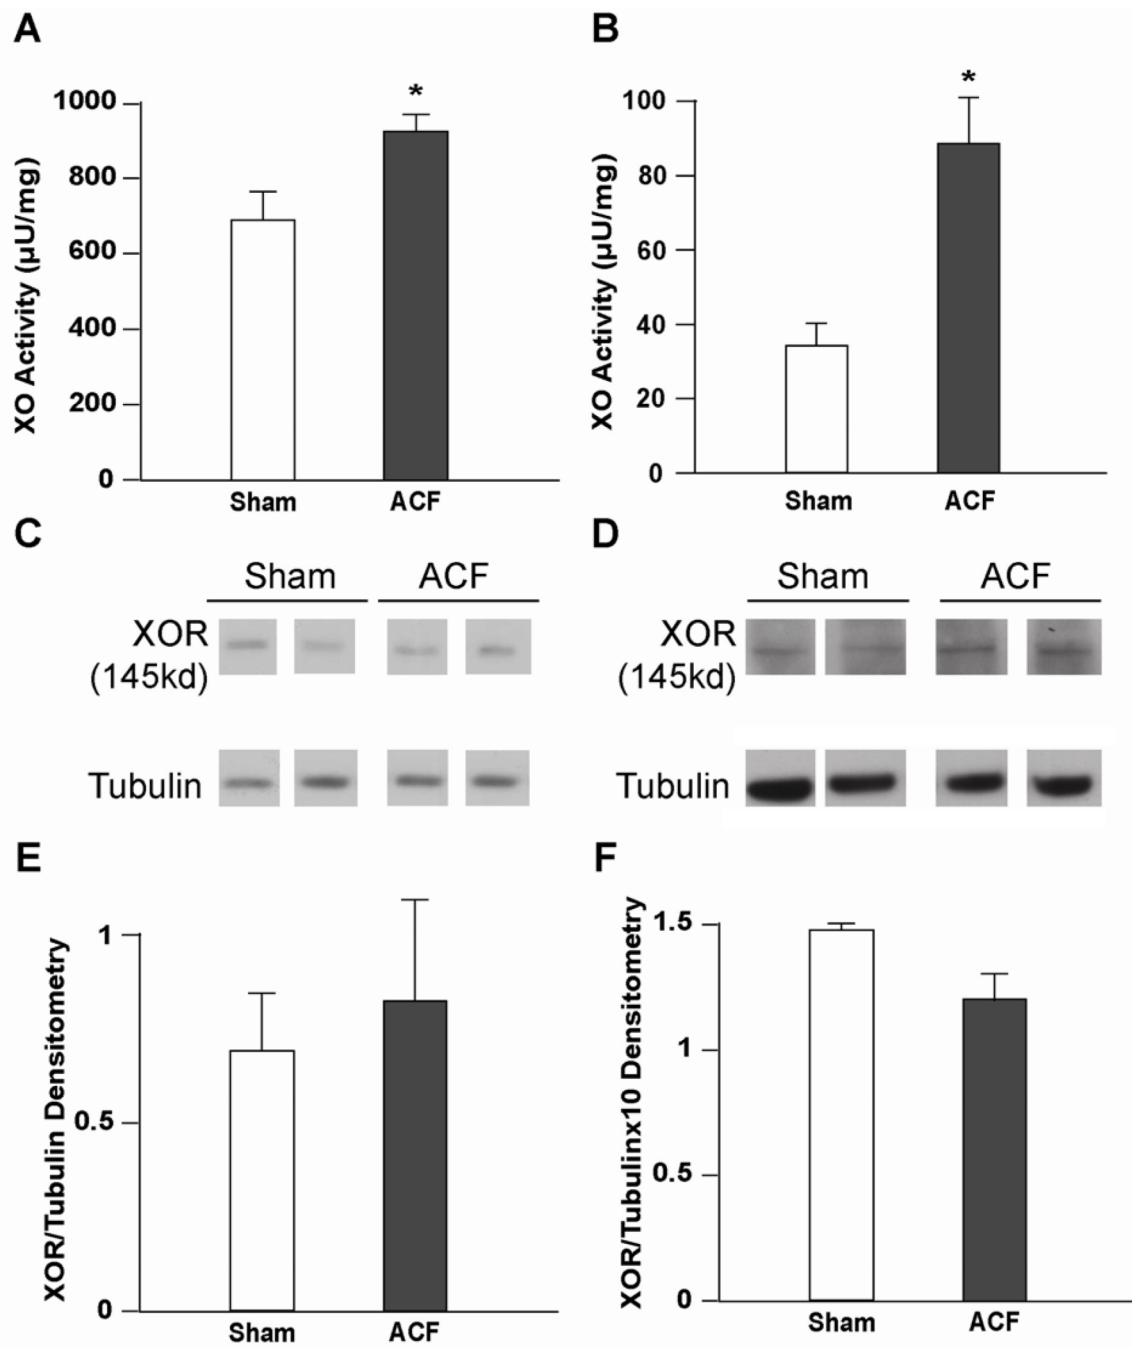 A
XO Activity (µU/mg)
1000
800
600
400
200
0
*
Sham
ACF
B
XO Activity (µU/mg)
100
80
60
40
20
0
*
Sham
ACF
C
Sham
ACF
XOR
(145kd)
Tubulin
D
Sham
ACF
XOR
(145kd)
Tubulin
E
XOR/Tubulin Densitometry
1
0.5
0
Sham
ACF
F
XOR/Tubulinx10 Densitometry
1.5
1
0.5
0
Sham
ACF